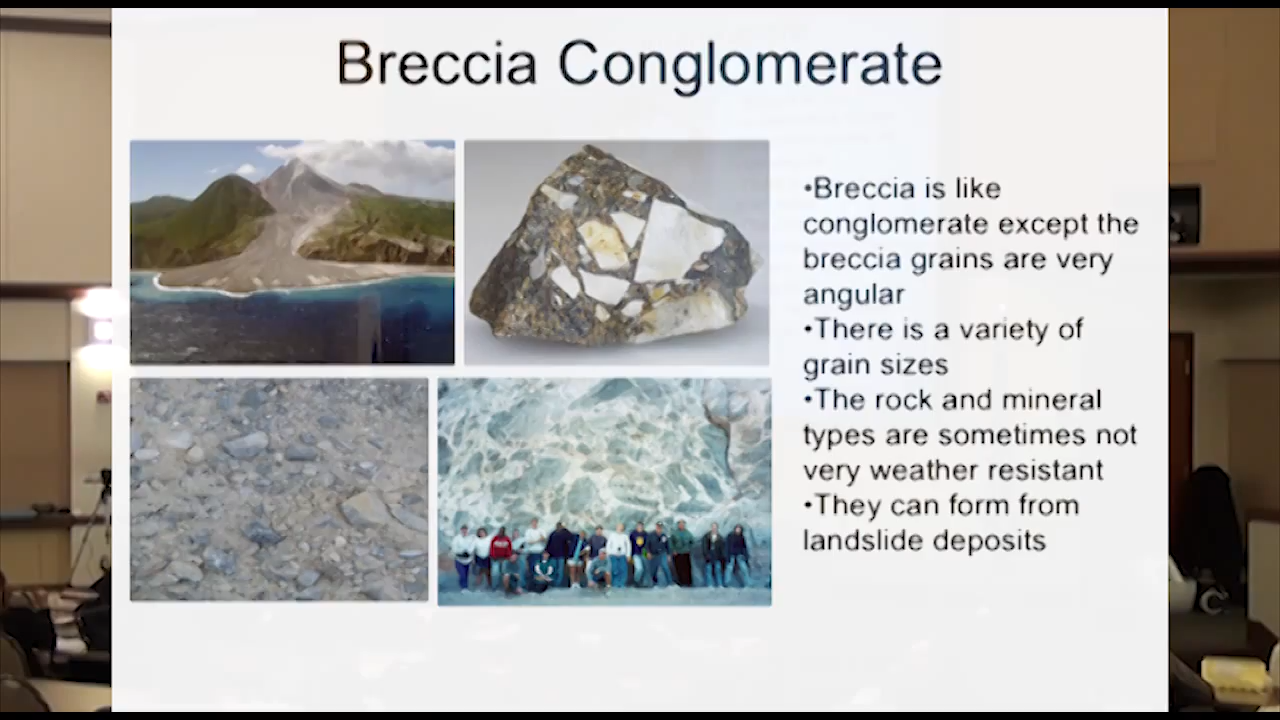 Breccia Conglomerate
•Breccia is like
conglomerate except the
breccia grains are very
angular
•There is a variety of
grain sizes
•The rock and mineral
types are sometimes not
very weather resistant
•They can form from
landslide deposits